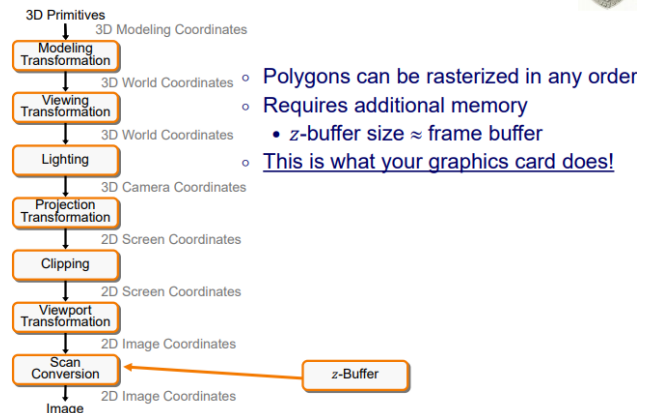 3D Primitives
3D Modeling Coordinates
Modeling
Transformation
3D World Coordinates
Viewing
Transformation
3D World Coordinates
Lighting
3D Camera Coordinates
Projection
Transformation
2D Screen Coordinates
Clipping
2D Screen Coordinates
Viewport
Transformation
2D Image Coordinates
Scan
Conversion
2D Image Coordinates
Image
z-Buffer
◦ Polygons can be rasterized in any order
◦ Requires additional memory
• z-buffer size ≈ frame buffer
◦ This is what your graphics card does!